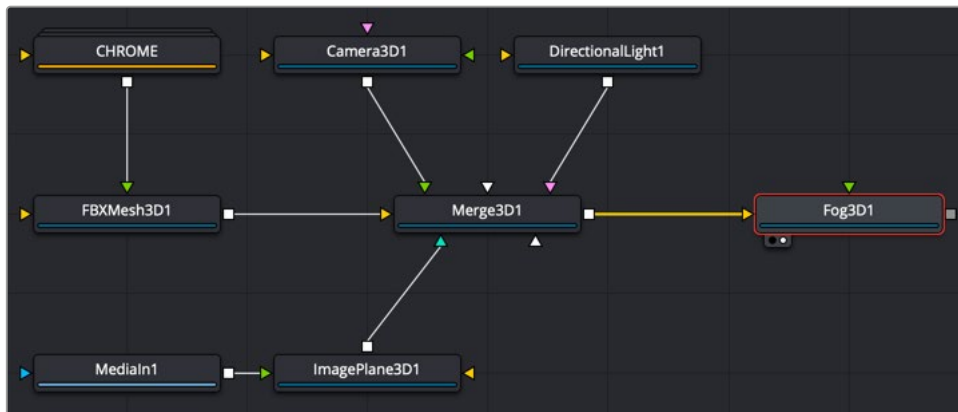 CHROME
Camera3D1
DirectionalLight1
FBXMesh3D1
Merge3D1
Fog3D1
MediaIn1
ImagePlane3D1